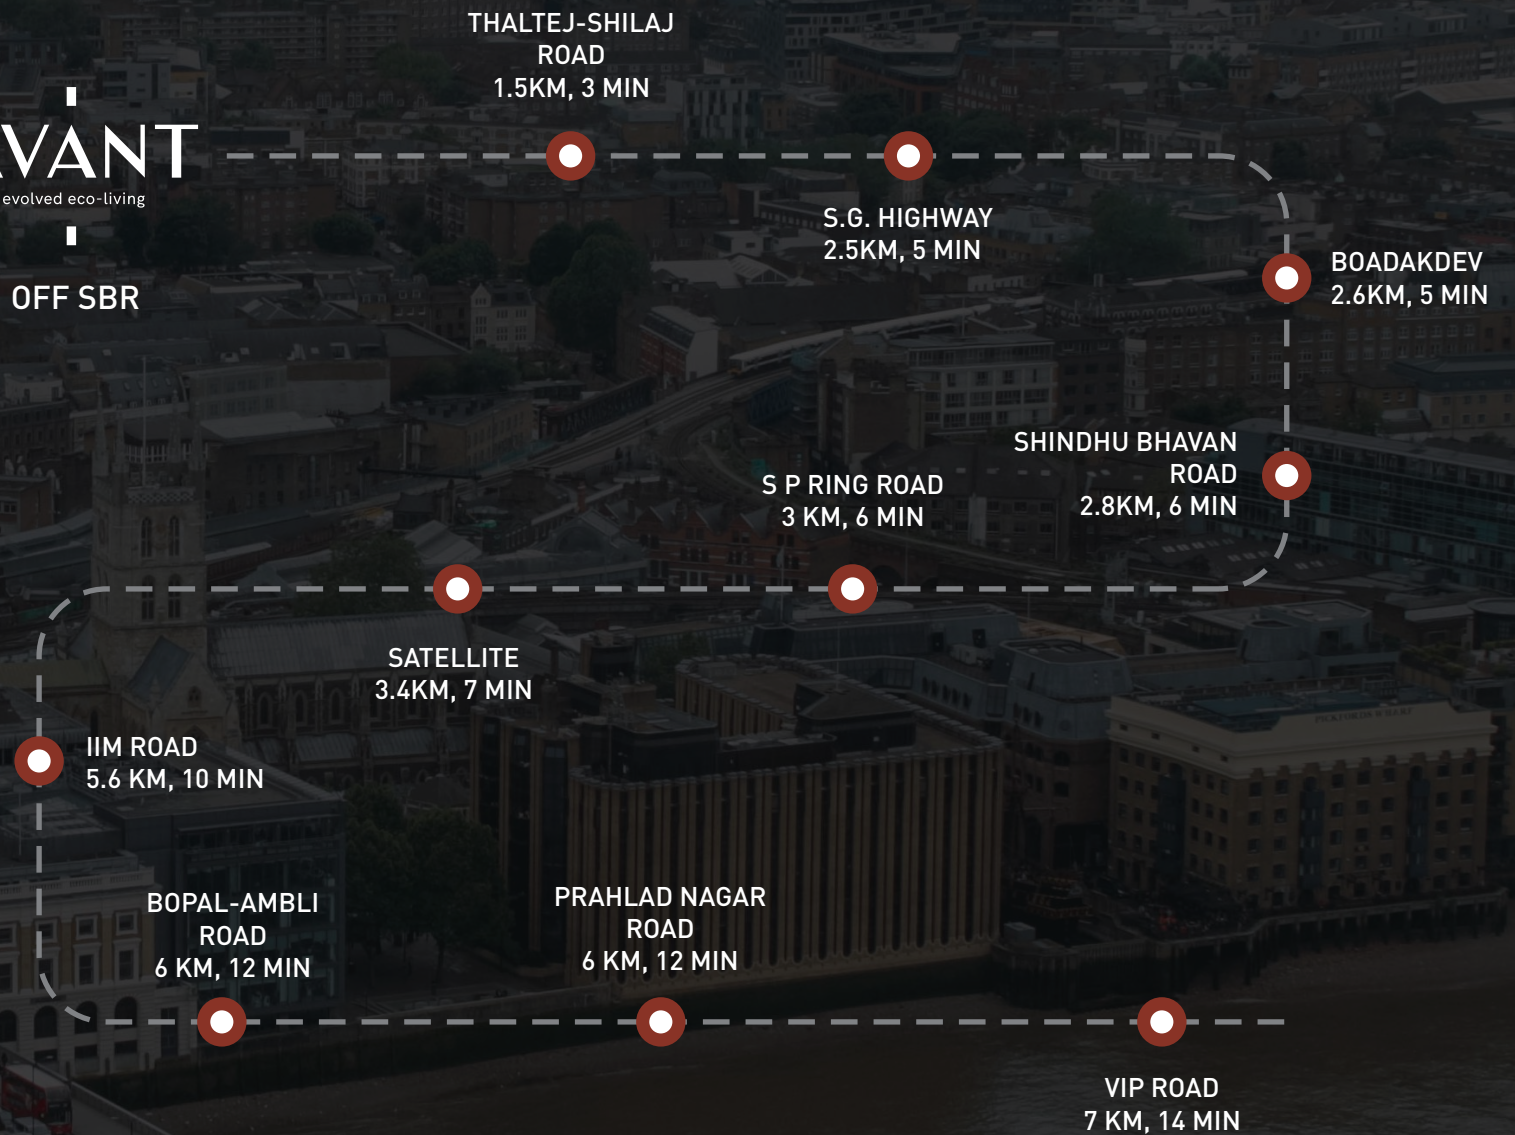 THALTEJ-SHILAJ
ROAD
1.5KM, 3 MIN
AVANT
evolved eco-living
OFF SBR
S.G. HIGHWAY
2.5KM, 5 MIN
BOADAKDEV
2.6KM, 5 MIN
SHINDHU BHAVAN
ROAD
2.8KM, 6 MIN
S P RING ROAD
3 KM, 6 MIN
SATELLITE
3.4KM, 7 MIN
IIM ROAD
5.6 KM, 10 MIN
PICKFORDS WHARF
BOPAL-AMBLI
ROAD
6 KM, 12 MIN
PRAHLAD NAGAR
ROAD
6 KM, 12 MIN
VIP ROAD
7 KM, 14 MIN